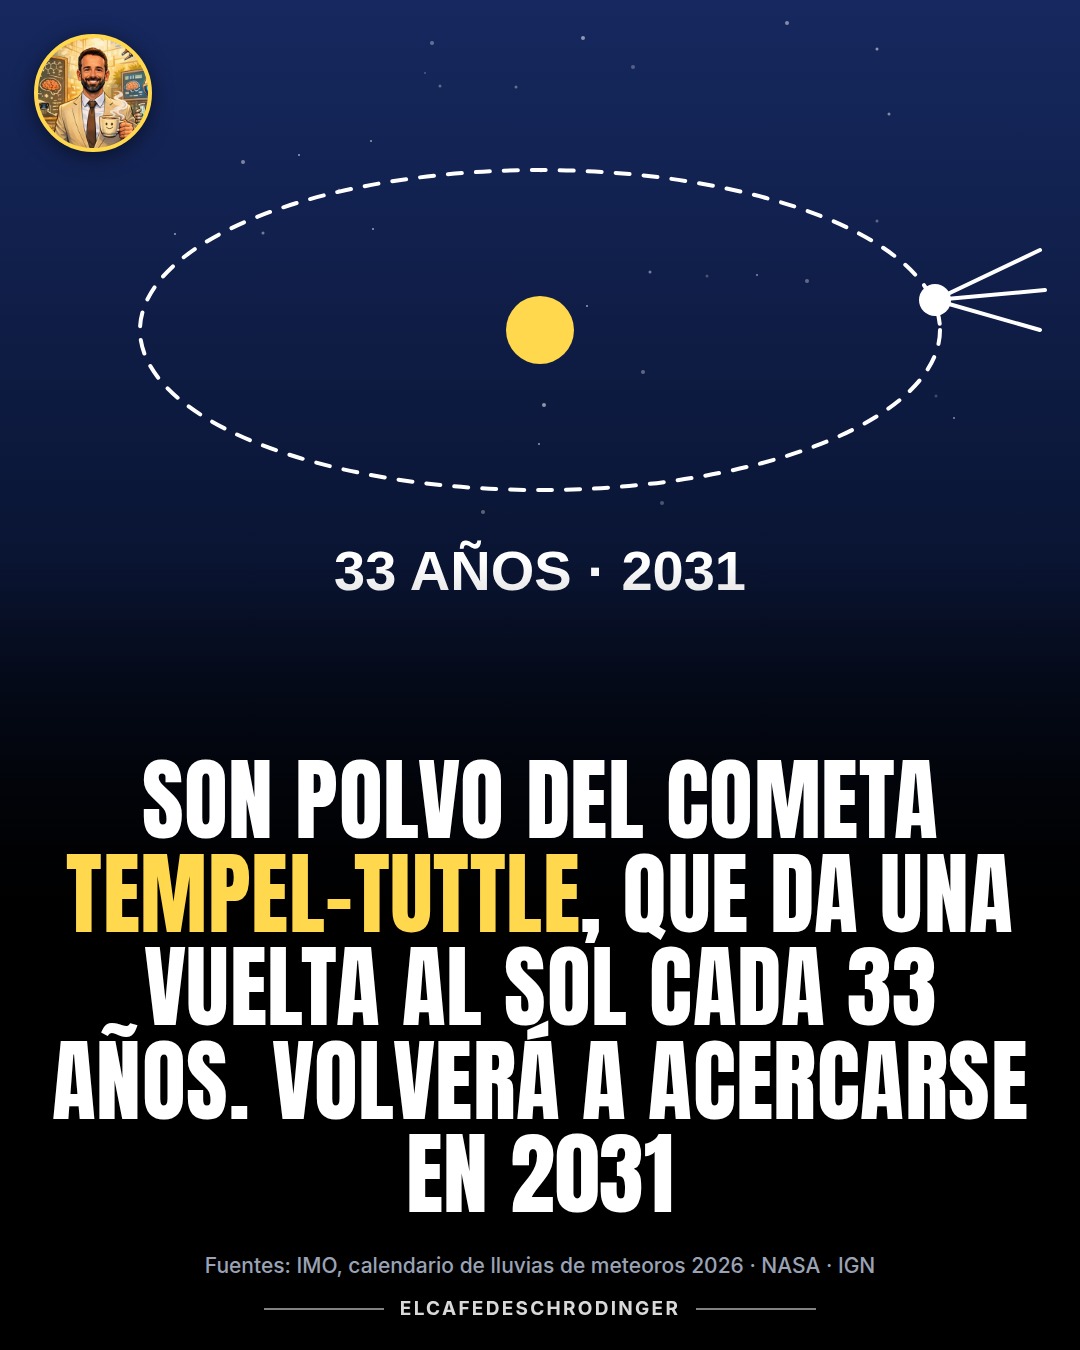 33 AÑOS · 2031
SON POLVO DEL COMETA
TEMPEL-TUTTLE, QUE DA UNA
VUELTA AL SOL CADA 33
AÑOS. VOLVERÁ A ACERCARSE
EN 2031
Fuentes: IMO, calendario de lluvias de meteoros 2026 · NASA · IGN
ELCAFEDESCHRODINGER